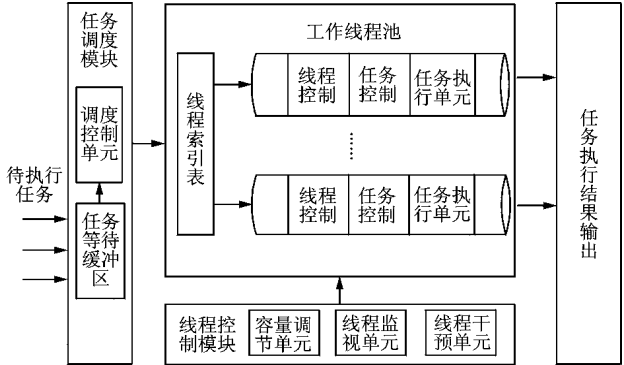 任务
调度
模块
调度
控制
单元
待执行
任务
任务
等待
缓冲
区
工作线程池
线程索引表
线程
控制
任务
控制
任务执
行单元
······
线程
控制
任务
控制
任务执
行单元
线程控
制模块
容量调
节单元
线程监
视单元
线程干
预单元
任务执行结果输出